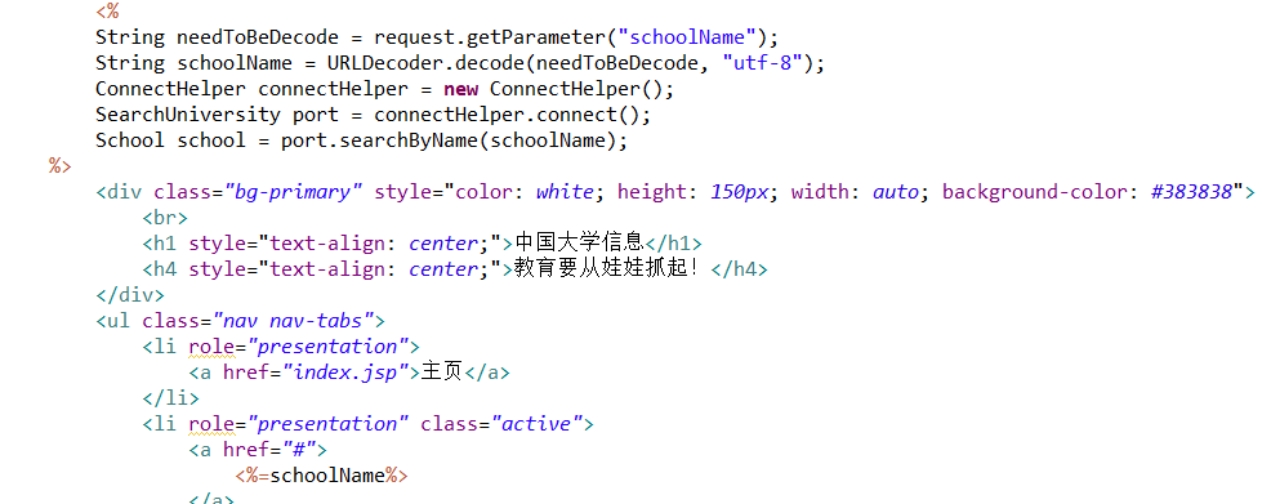 <%
String needToBeDecode = request.getParameter("schoolName");
String schoolName = URLDecoder.decode(needToBeDecode, "utf-8");
ConnectHelper connectHelper = new ConnectHelper();
SearchUniversity port = connectHelper.connect();
School school = port.searchByName(schoolName);
%>
<div class="bg-primary" style="color: white; height: 150px; width: auto; background-color: #383838">
<br>
<h1 style="text-align: center;">中国大学信息</h1>
<h4 style="text-align: center;">教育要从娃娃抓起！</h4>
</div>
<ul class="nav nav-tabs">
<li role="presentation">
<a href="index.jsp">主页</a>
</li>
<li role="presentation" class="active">
<a href="#">
<%=schoolName%>
</a>